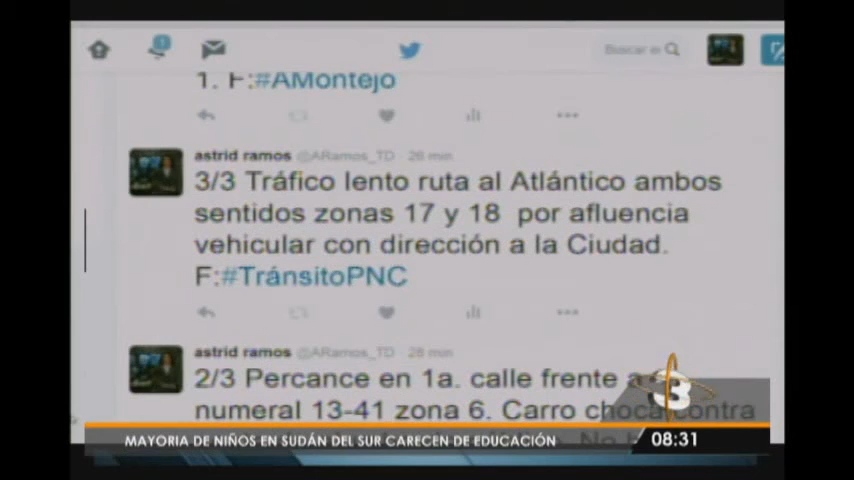 1
Buscar en
1. F:#AMontejo
astrid ramos @ARamos_TD · 26 min
3/3 Tráfico lento ruta al Atlántico ambos
sentidos zonas 17 y 18 por afluencia
vehicular con dirección a la Ciudad.
F:#TránsitoPNC
astrid ramos @ARamos_TD · 28 min
2/3 Percance en 1a. calle frente a
numeral 13-41 zona 6. Carro choca contra
3
MAYORIA DE NIÑOS EN SUDÁN DEL SUR CARECEN DE EDUCACIÓN
08:31